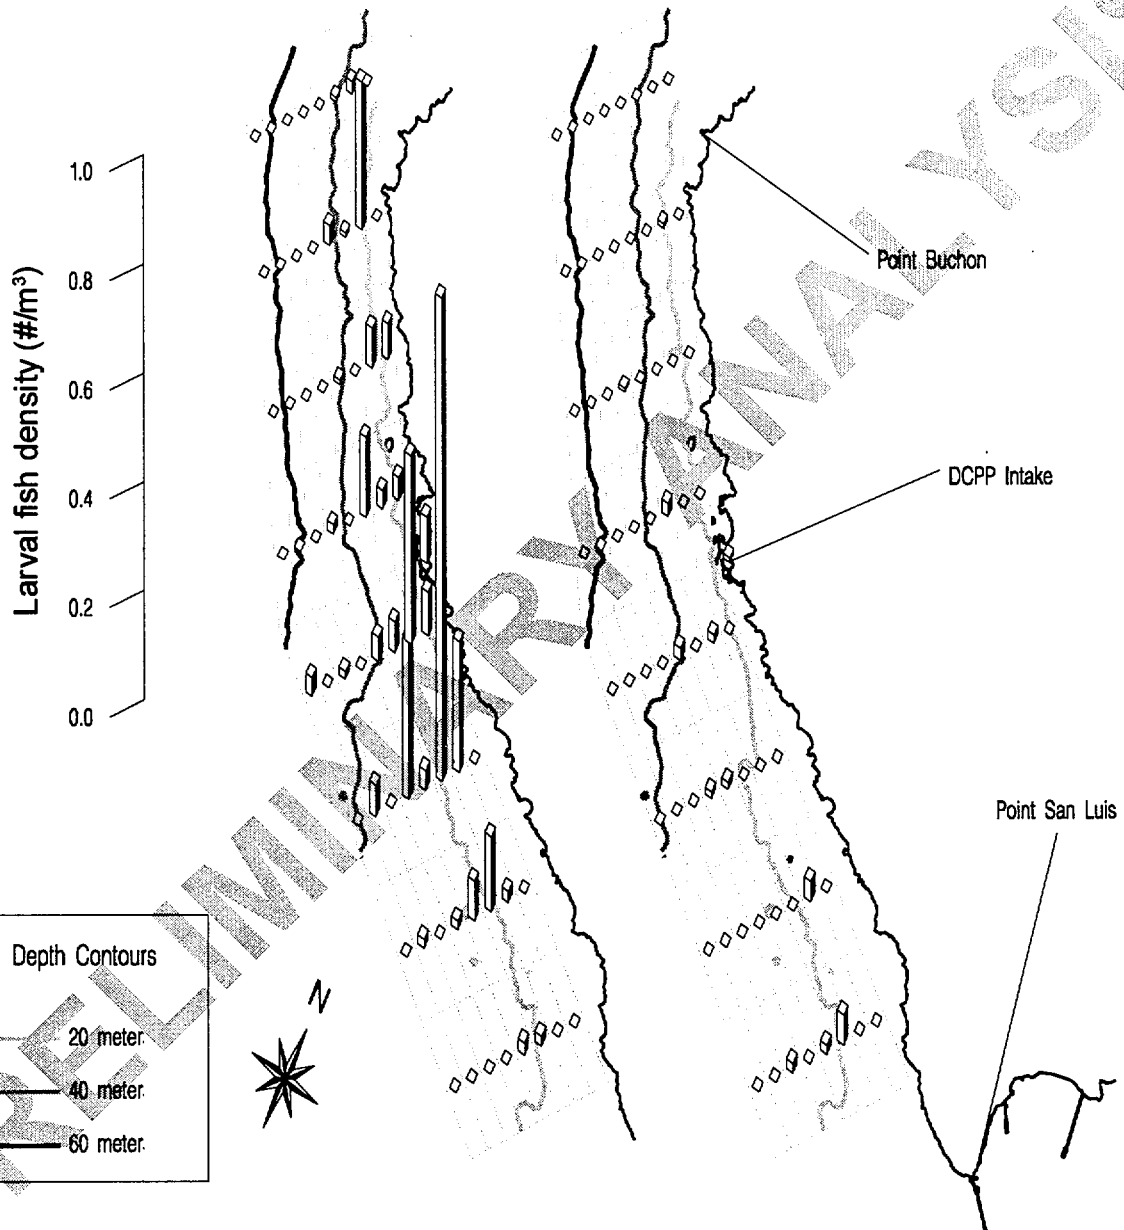 1.0
0.8
0.6
0.4
0.2
0.0
Larval fish density (#/m³)
Point Buchon
DCPP Intake
Point San Luis
Depth Contours
20 meter
40 meter
60 meter
N
RELIMINARY ANALYSIS